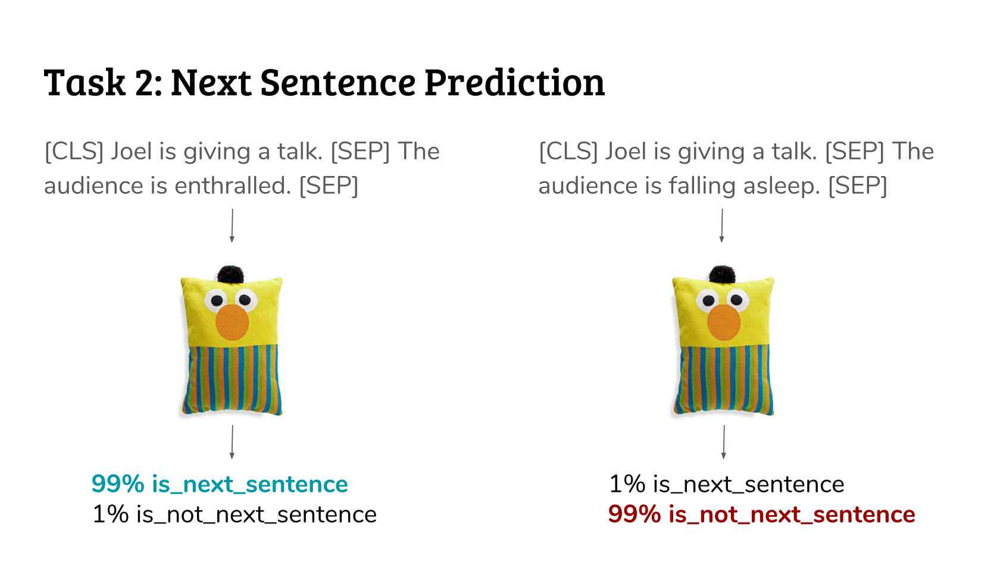 Task 2: Next Sentence Prediction
[CLS] Joel is giving a talk. [SEP] The
audience is enthralled. [SEP]
[CLS] Joel is giving a talk. [SEP] The
audience is falling asleep. [SEP]
99% is_next_sentence
1% is_not_next_sentence
1% is_next_sentence
99% is_not_next_sentence